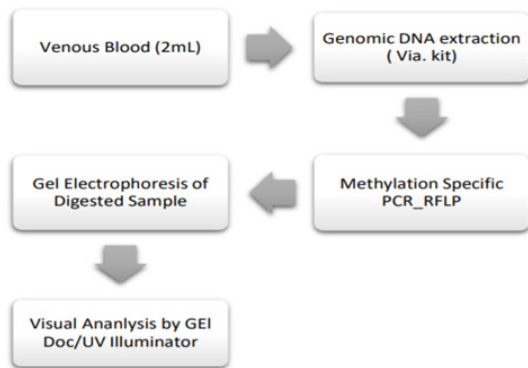 Venous Blood (2mL)
Genomic DNA extraction
( Via. kit)
Methylation Specific
PCR_RFLP
Gel Electrophoresis of
Digested Sample
Visual Ananlysis by GEl
Doc/UV Illuminator